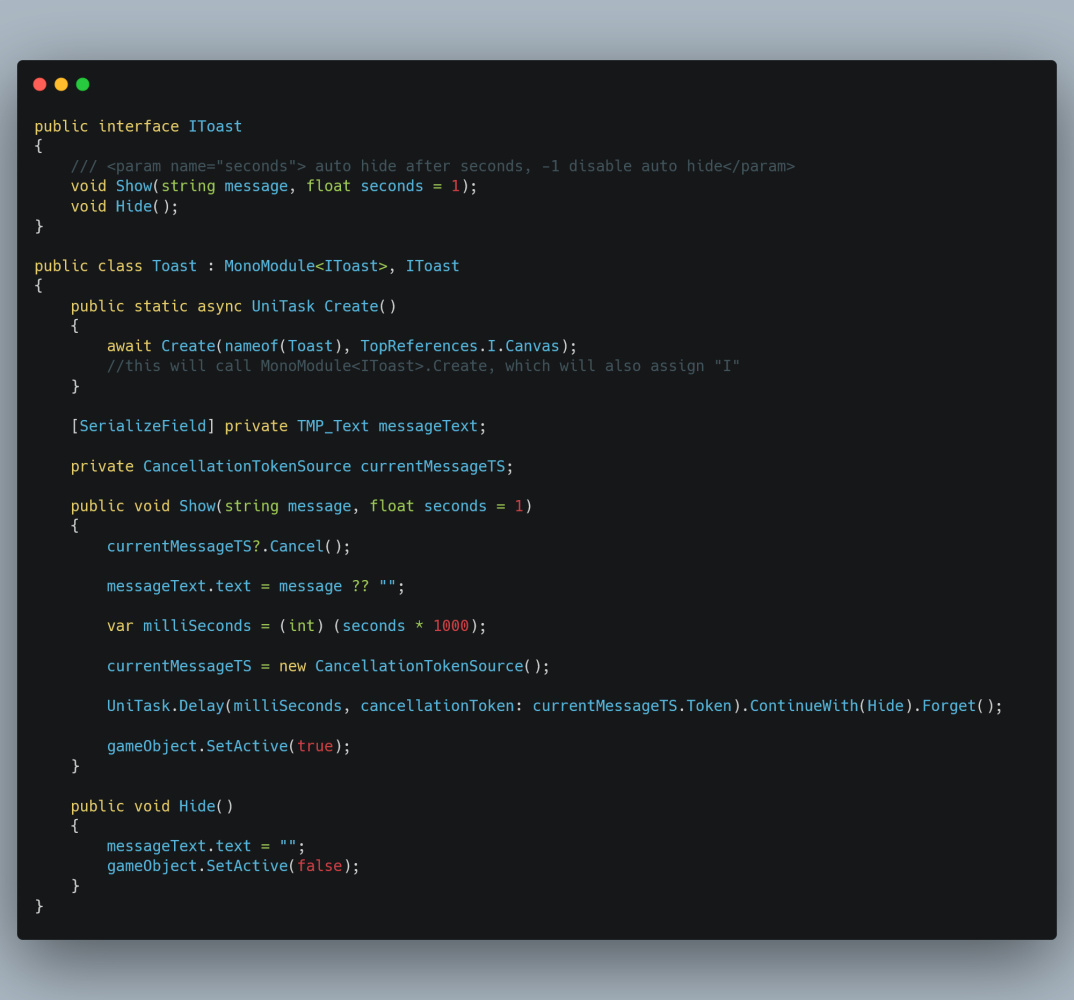 public interface IToast
{
    /// <param name="seconds"> auto hide after seconds, -1 disable auto hide</param>
    void Show(string message, float seconds = 1);
    void Hide();
}

public class Toast : MonoModule<IToast>, IToast
{
    public static async UniTask Create()
    {
        await Create(nameof(Toast), TopReferences.I.Canvas);
        //this will call MonoModule<IToast>.Create, which will also assign "I"
    }

    [SerializeField] private TMP_Text messageText;

    private CancellationTokenSource currentMessageTS;

    public void Show(string message, float seconds = 1)
    {
        currentMessageTS?.Cancel();

        messageText.text = message ?? "";

        var milliSeconds = (int) (seconds * 1000);

        currentMessageTS = new CancellationTokenSource();

        UniTask.Delay(milliSeconds, cancellationToken: currentMessageTS.Token).ContinueWith(Hide).Forget();

        gameObject.SetActive(true);
    }

    public void Hide()
    {
        messageText.text = "";
        gameObject.SetActive(false);
    }
}